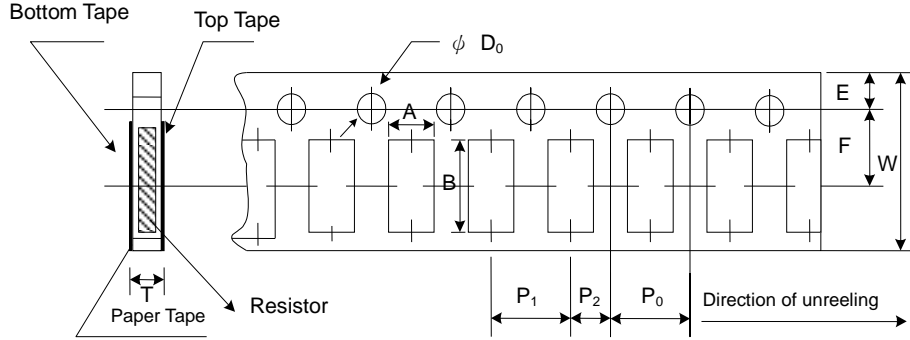 Bottom Tape
Top Tape
ϕ D₀
A
E
F
W
B
T
Paper Tape
Resistor
P₁
P₂
P₀
Direction of unreeling